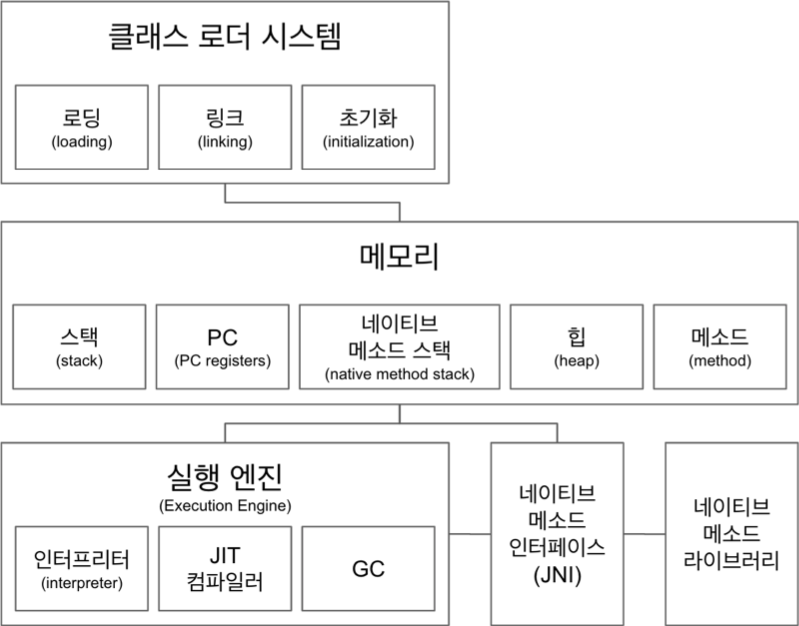 클래스 로더 시스템
로딩
(loading)
링크
(linking)
초기화
(initialization)
메모리
스택
(stack)
PC
(PC registers)
네이티브
메소드 스택
(native method stack)
힙
(heap)
메소드
(method)
실행 엔진
(Execution Engine)
인터프리터
(interpreter)
JIT
컴파일러
GC
네이티브
메소드
인터페이스
(JNI)
네이티브
메소드
라이브러리